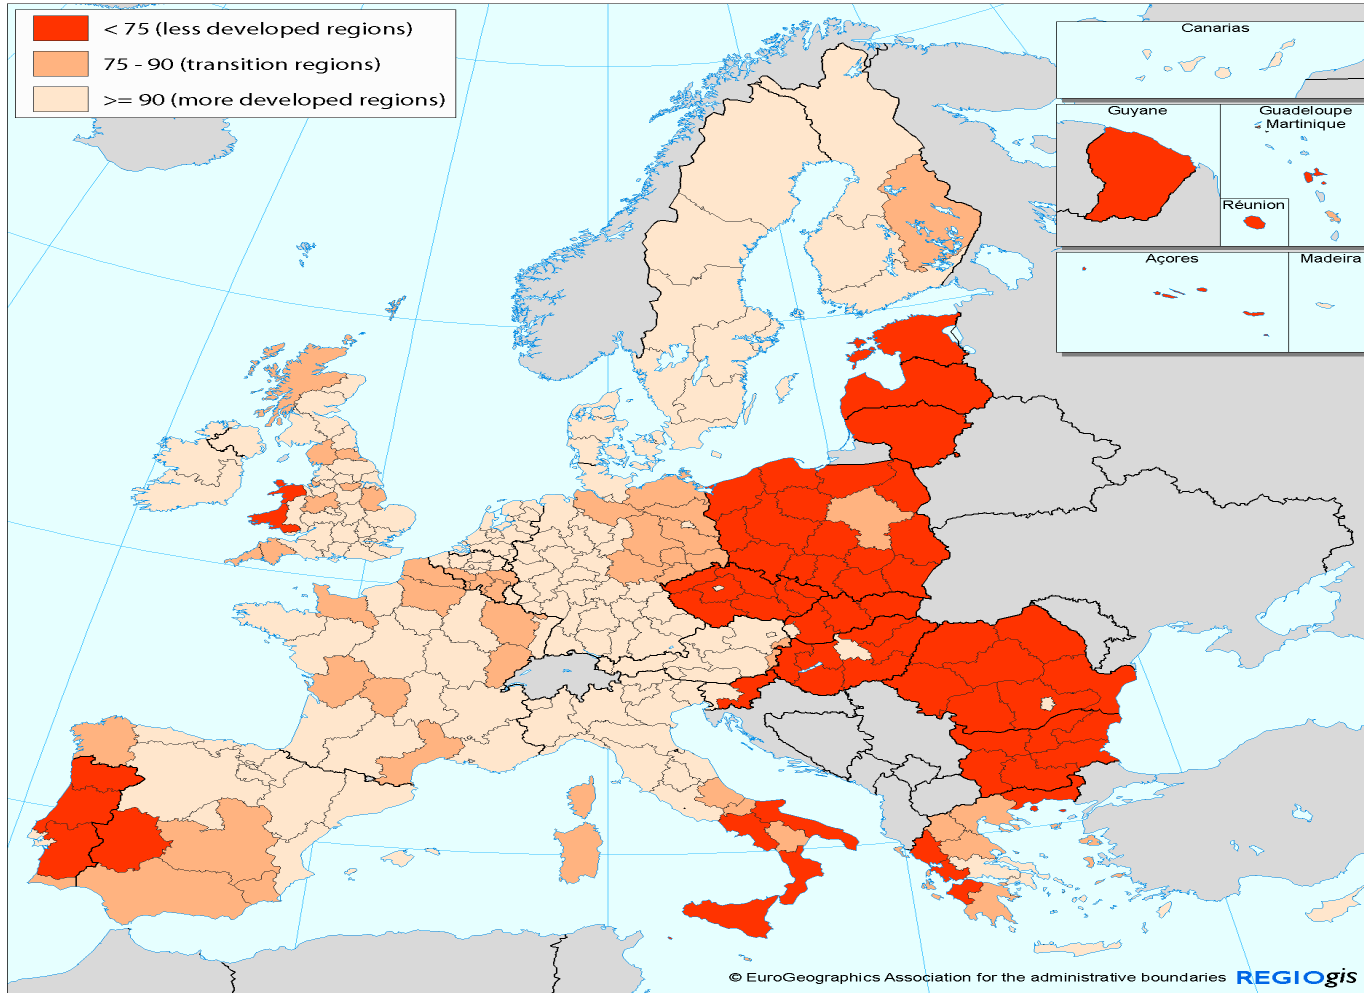 < 75 (less developed regions)
75 - 90 (transition regions)
>= 90 (more developed regions)
Canarias
Guyane
Guadeloupe
Martinique
Réunion
Açores
Madeira
© EuroGeographics Association for the administrative boundaries
REGIOgis